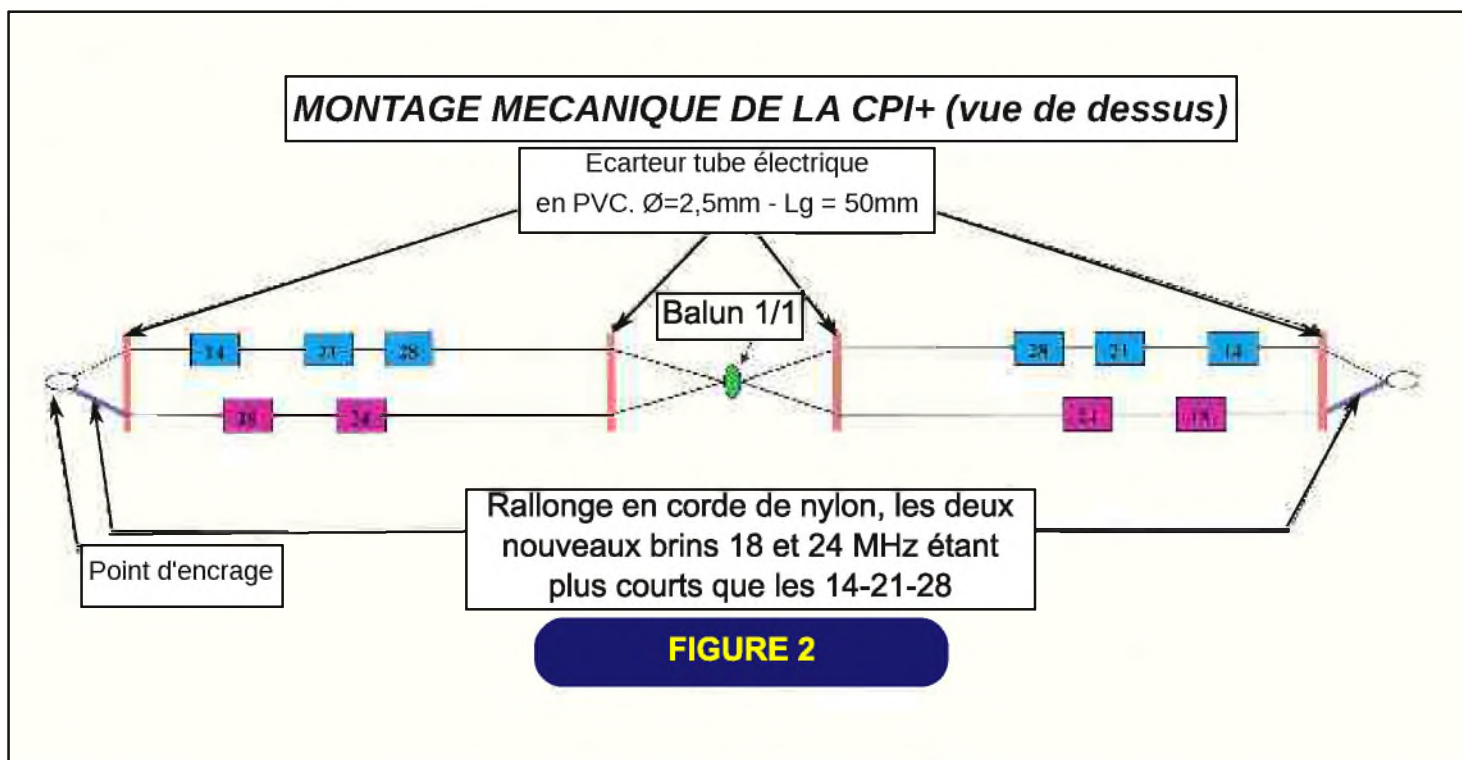 MONTAGE MECANIQUE DE LA CPI+ (vue de dessus)
Ecarteur tube électrique
en PVC. Ø=2,5mm - Lg = 50mm
Balun 1/1
14
21
28
28
21
14
18
24
24
18
Rallonge en corde de nylon, les deux
nouveaux brins 18 et 24 MHz étant
plus courts que les 14-21-28
Point d'encrage
FIGURE 2